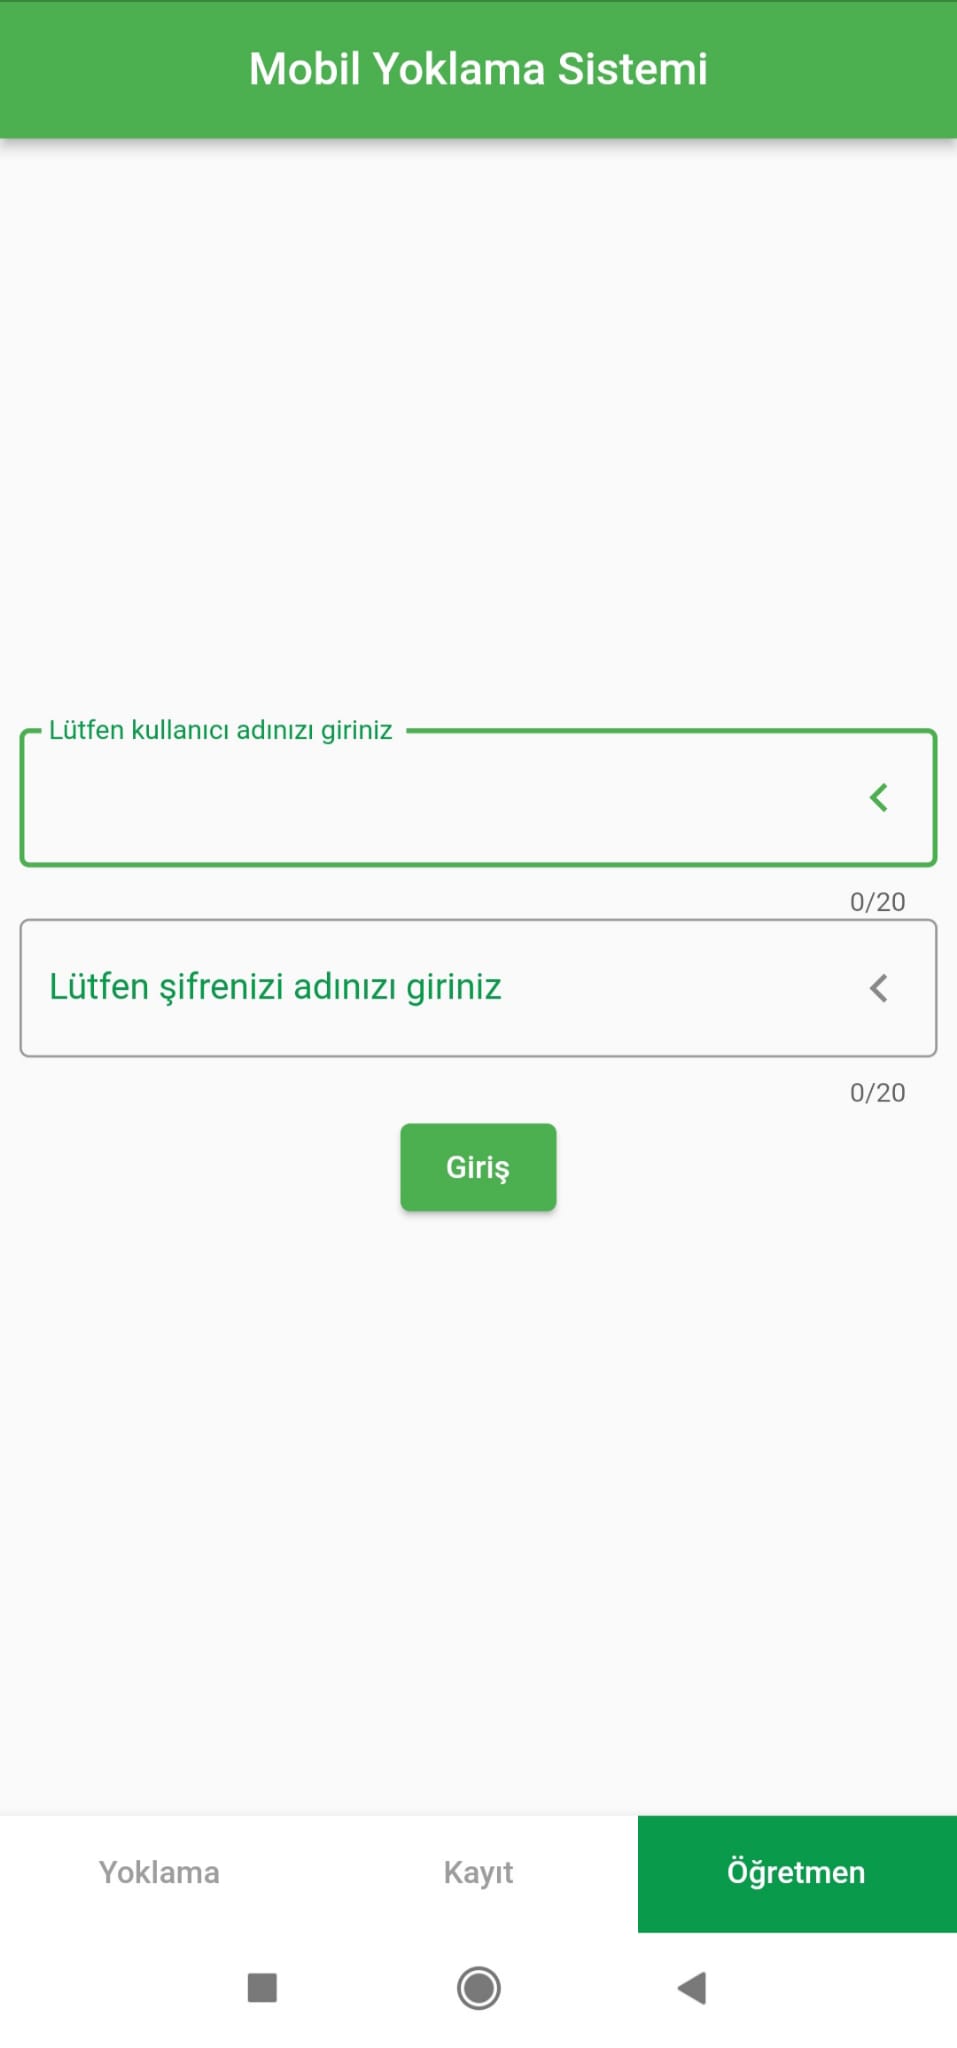 Mobil Yoklama Sistemi
Lütfen kullanıcı adınızı giriniz
0/20
Lütfen şifrenizi adınızı giriniz
0/20
Giriş
Yoklama
Kayıt
Öğretmen